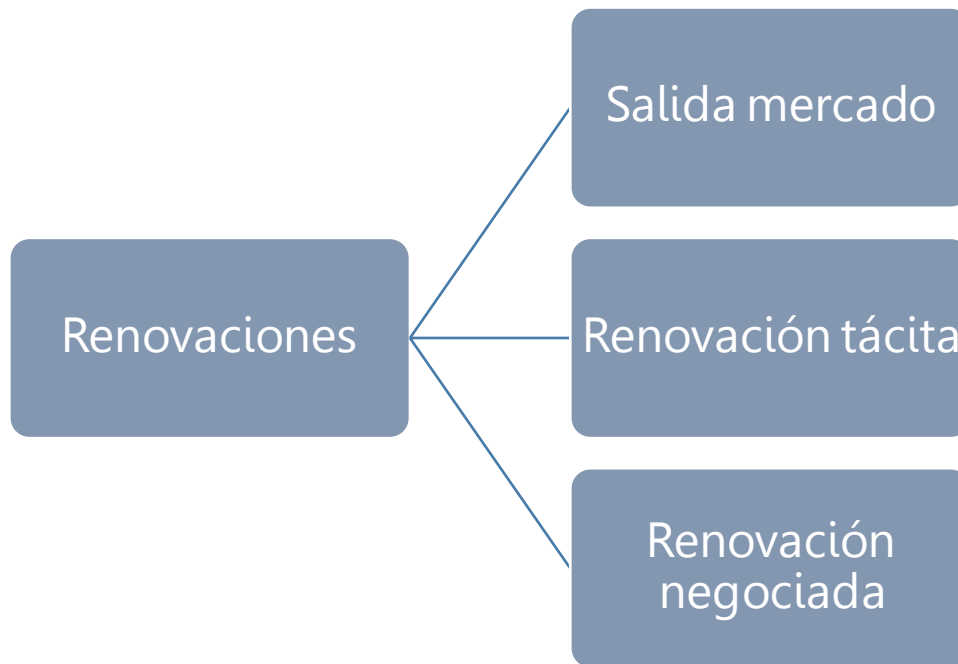 Salida mercado
Renovaciones
Renovación tácita
Renovación
negociada